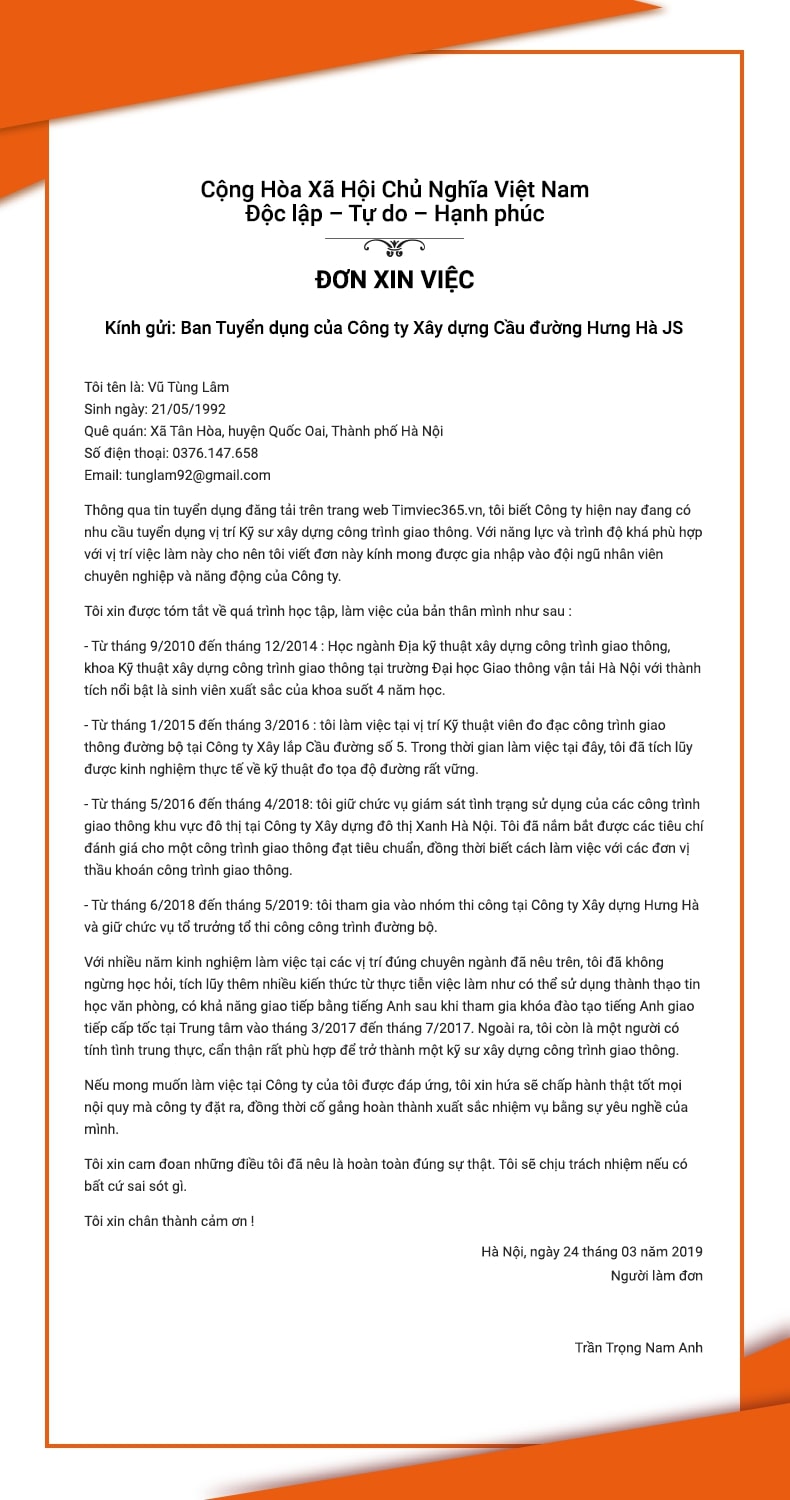 Cộng Hòa Xã Hội Chủ Nghĩa Việt Nam
Độc lập – Tự do – Hạnh phúc
ĐƠN XIN VIỆC
Kính gửi: Ban Tuyển dụng của Công ty Xây dựng Cầu đường Hưng Hà JS
Tôi tên là: Vũ Tùng Lâm
Sinh ngày: 21/05/1992
Quê quán: Xã Tân Hòa, huyện Quốc Oai, Thành phố Hà Nội
Số điện thoại: 0376.147.658
Email: tunglam92@gmail.com
Thông qua tin tuyển dụng đăng tải trên trang web Timviec365.vn, tôi biết Công ty hiện nay đang có
nhu cầu tuyển dụng vị trí Kỹ sư xây dựng công trình giao thông. Với năng lực và trình độ khá phù hợp
với vị trí việc làm này cho nên tôi viết đơn này kính mong được gia nhập vào đội ngũ nhân viên
chuyên nghiệp và năng động của Công ty.
Tôi xin được tóm tắt về quá trình học tập, làm việc của bản thân mình như sau :
- Từ tháng 9/2010 đến tháng 12/2014 : Học ngành Địa kỹ thuật xây dựng công trình giao thông,
khoa Kỹ thuật xây dựng công trình giao thông tại trường Đại học Giao thông vận tải Hà Nội với thành
tích nổi bật là sinh viên xuất sắc của khoa suốt 4 năm học.
- Từ tháng 1/2015 đến tháng 3/2016 : tôi làm việc tại vị trí Kỹ thuật viên đo đạc công trình giao
thông đường bộ tại Công ty Xây lắp Cầu đường số 5. Trong thời gian làm việc tại đây, tôi đã tích lũy
được kinh nghiệm thực tế về kỹ thuật đo tọa độ đường rất vững.
- Từ tháng 5/2016 đến tháng 4/2018: tôi giữ chức vụ giám sát tình trạng sử dụng của các công trình
giao thông khu vực đô thị tại Công ty Xây dựng đô thị Xanh Hà Nội. Tôi đã nắm bắt được các tiêu chí
đánh giá cho một công trình giao thông đạt tiêu chuẩn, đồng thời biết cách làm việc với các đơn vị
thầu khoán công trình giao thông.
- Từ tháng 6/2018 đến tháng 5/2019: tôi tham gia vào nhóm thi công tại Công ty Xây dựng Hưng Hà
và giữ chức vụ tổ trưởng tổ thi công công trình đường bộ.
Với nhiều năm kinh nghiệm làm việc tại các vị trí đúng chuyên ngành đã nêu trên, tôi đã không
ngừng học hỏi, tích lũy thêm nhiều kiến thức từ thực tiễn việc làm như có thể sử dụng thành thạo tin
học văn phòng, có khả năng giao tiếp bằng tiếng Anh sau khi tham gia khóa đào tạo tiếng Anh giao
tiếp cấp tốc tại Trung tâm vào tháng 3/2017 đến tháng 7/2017. Ngoài ra, tôi còn là một người có
tính tình trung thực, cẩn thận rất phù hợp để trở thành một kỹ sư xây dựng công trình giao thông.
Nếu mong muốn làm việc tại Công ty của tôi được đáp ứng, tôi xin hứa sẽ chấp hành thật tốt mọi
nội quy mà công ty đặt ra, đồng thời cố gắng hoàn thành xuất sắc nhiệm vụ bằng sự yêu nghề của
mình.
Tôi xin cam đoan những điều tôi đã nêu là hoàn toàn đúng sự thật. Tôi sẽ chịu trách nhiệm nếu có
bất cứ sai sót gì.
Tôi xin chân thành cảm ơn !
Hà Nội, ngày 24 tháng 03 năm 2019
Người làm đơn
Trần Trọng Nam Anh